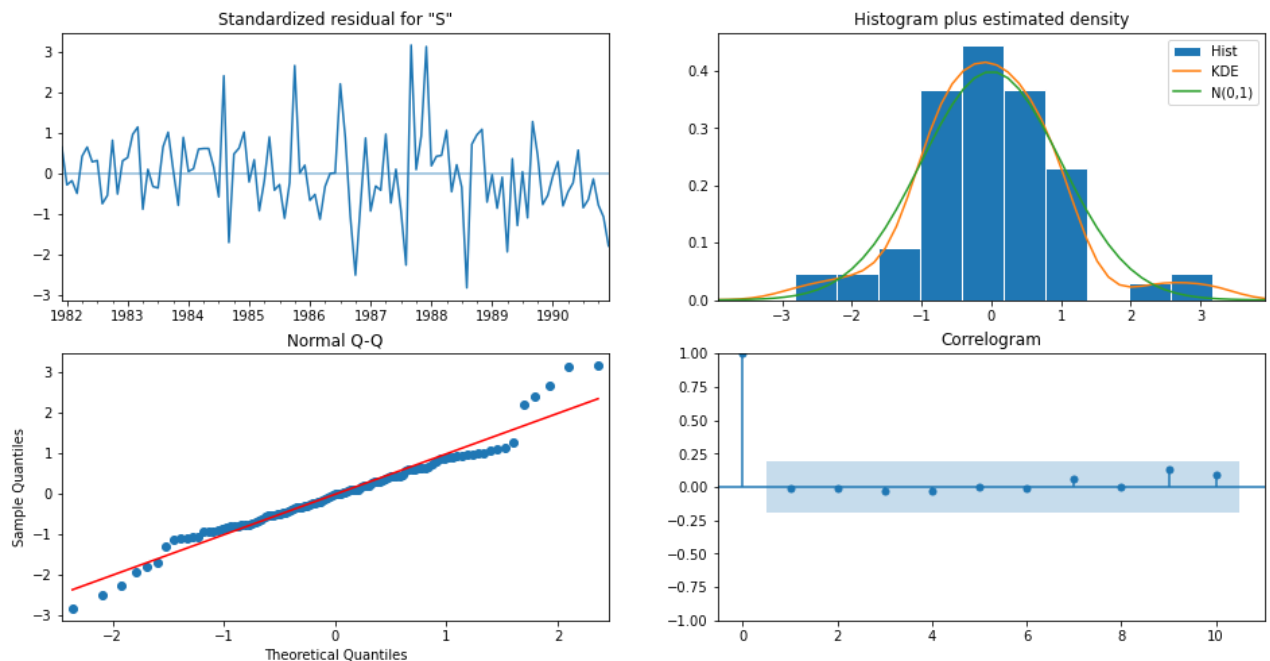 Standardized residual for "S"
3
2
1
0
−1
−2
−3
1982 1983 1984 1985 1986 1987 1988 1989 1990
Histogram plus estimated density
Hist
KDE
N(0,1)
0.4
0.3
0.2
0.1
0.0
−3 −2 −1 0 1 2 3
Normal Q-Q
Sample Quantiles
3
2
1
0
−1
−2
−3
−2 −1 0 1 2
Theoretical Quantiles
Correlogram
1.00
0.75
0.50
0.25
0.00
−0.25
−0.50
−0.75
−1.00
0 2 4 6 8 10